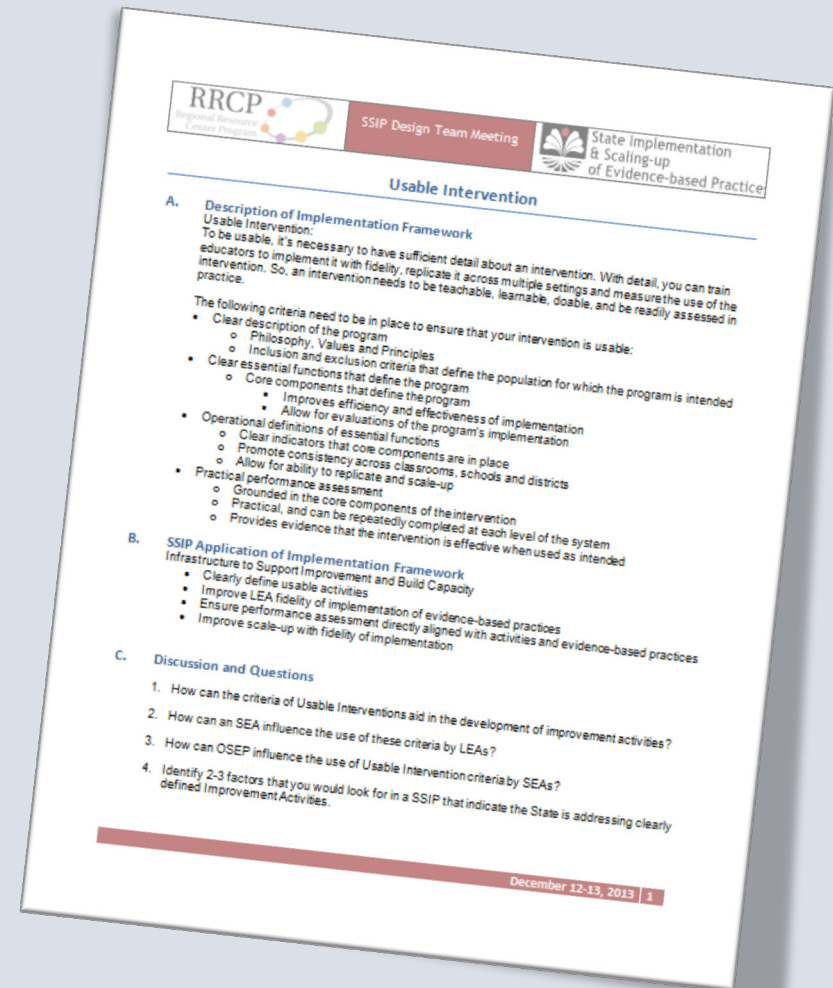 RRCP
Regional Resource
Center Program
SSIP Design Team Meeting
State Implementation
& Scaling-up
of Evidence-based Practice
Usable Intervention
A. Description of Implementation Framework
Usable Intervention:
To be usable, it's necessary to have sufficient detail about an intervention. With detail, you can train
educators to implement it with fidelity, replicate it across multiple settings and measure the use of the
intervention. So, an intervention needs to be teachable, learnable, doable, and be readily assessed in
practice.
The following criteria need to be in place to ensure that your intervention is usable:
• Clear description of the program
o Philosophy, Values and Principles
o Inclusion and exclusion criteria that define the population for which the program is intended
• Clear essential functions that define the program
o Core components that define the program
▪ Improves efficiency and effectiveness of implementation
▪ Allow for evaluations of the program's implementation
• Operational definitions of essential functions
o Clear indicators that core components are in place
o Promote consistency across classrooms, schools and districts
o Allow for ability to replicate and scale-up
• Practical performance assessment
o Grounded in the core components of the intervention
o Practical, and can be repeatedly completed at each level of the system
o Provides evidence that the intervention is effective when used as intended
B. SSIP Application of Implementation Framework
Infrastructure to Support Improvement and Build Capacity
• Clearly define usable activities
• Improve LEA fidelity of implementation of evidence-based practices
• Ensure performance assessment directly aligned with activities and evidence-based practices
• Improve scale-up with fidelity of implementation
C. Discussion and Questions
1. How can the criteria of Usable Interventions aid in the development of improvement activities?
2. How can an SEA influence the use of these criteria by LEAs?
3. How can OSEP influence the use of Usable Intervention criteria by SEAs?
4. Identify 2-3 factors that you would look for in a SSIP that indicate the State is addressing clearly
defined Improvement Activities.
December 12-13, 2013 | 1